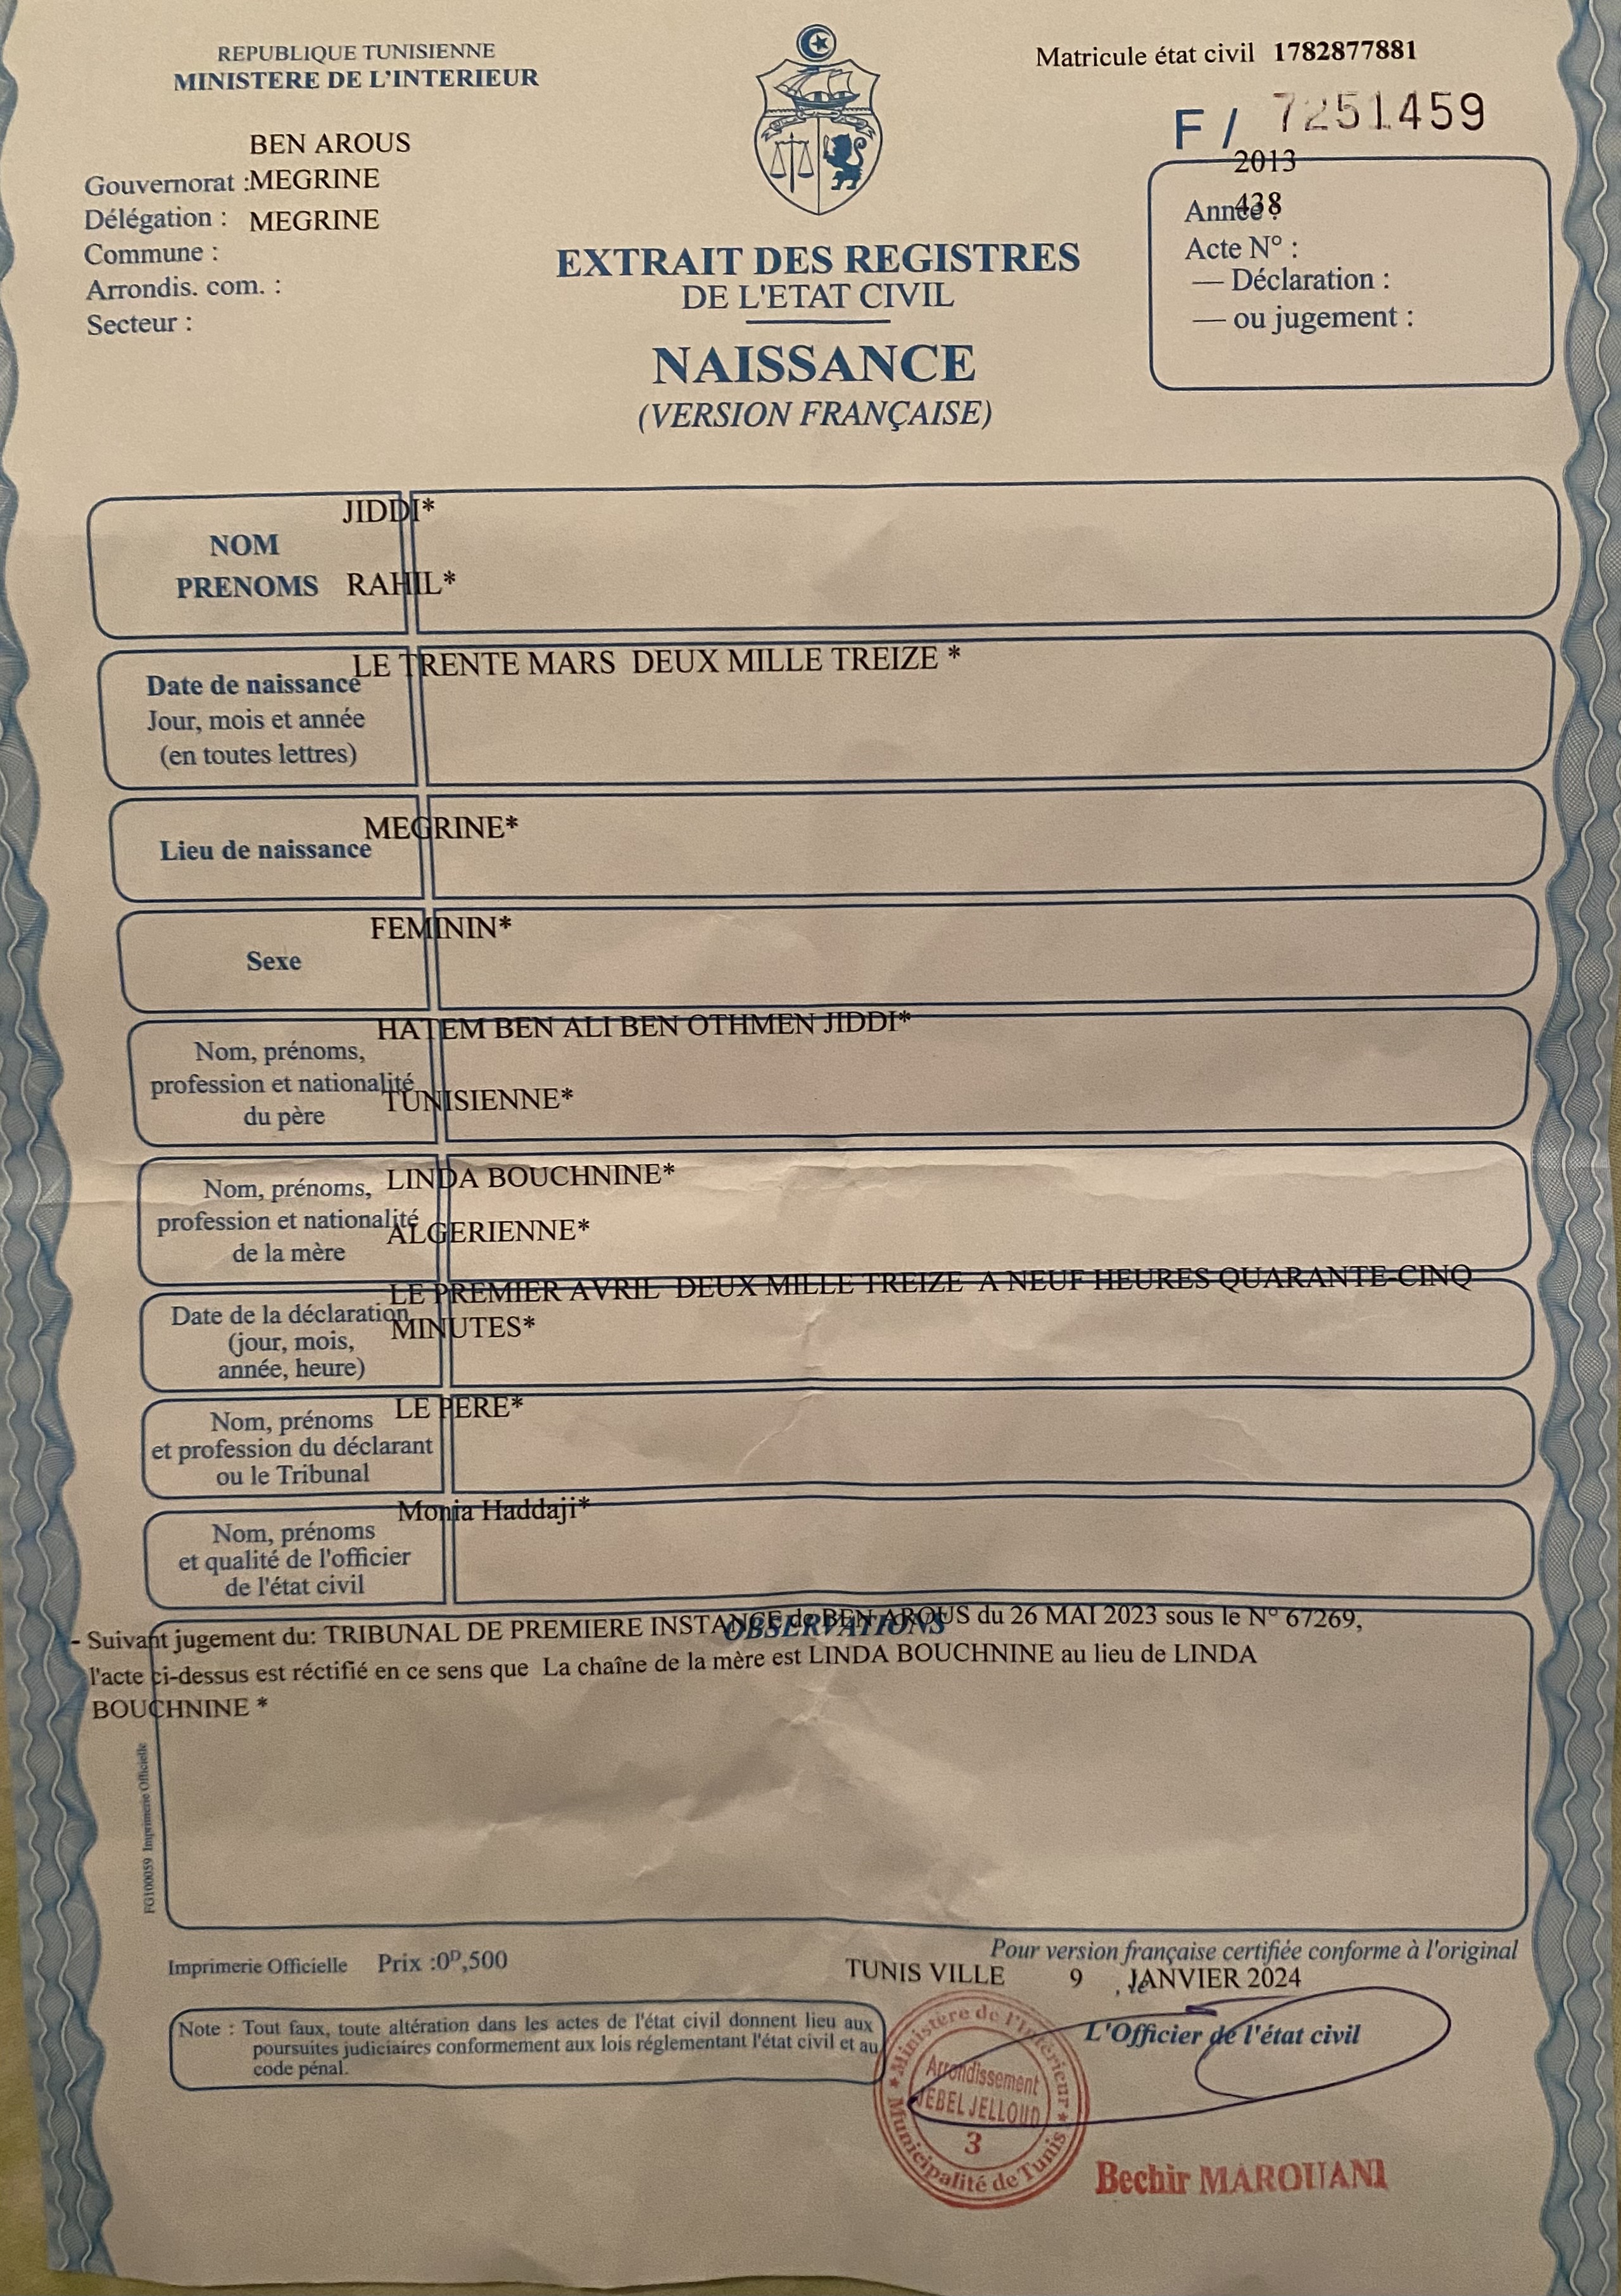 REPUBLIQUE TUNISIENNE
MINISTERE DE L'INTERIEUR
Matricule état civil 1782877881
F / 7251459
BEN AROUS
Gouvernorat : MEGRINE
Délégation : MEGRINE
Commune :
Arrondis. com. :
Secteur :
2013
438
Année :
Acte N° :
— Déclaration :
— ou jugement :
EXTRAIT DES REGISTRES
DE L'ETAT CIVIL
NAISSANCE
(VERSION FRANÇAISE)
JIDDI*
NOM
PRENOMS RAHIL*
LE TRENTE MARS DEUX MILLE TREIZE *
Date de naissance
Jour, mois et année
(en toutes lettres)
MEGRINE*
Lieu de naissance
FEMININ*
Sexe
HATEM BEN ALI BEN OTHMEN JIDDI*
Nom, prénoms,
profession et nationalité
du père
TUNISIENNE*
LINDA BOUCHNINE*
Nom, prénoms,
profession et nationalité
de la mère
ALGERIENNE*
LE PREMIER AVRIL DEUX MILLE TREIZE A NEUF HEURES QUARANTE-CINQ
MINUTES*
Date de la déclaration
(jour, mois,
année, heure)
LE PERE*
Nom, prénoms
et profession du déclarant
ou le Tribunal
Monia Haddaji*
Nom, prénoms
et qualité de l'officier
de l'état civil
OBSERVATIONS
- Suivant jugement du: TRIBUNAL DE PREMIERE INSTANCE de BEN AROUS du 26 MAI 2023 sous le N° 67269,
l'acte ci-dessus est réctifié en ce sens que La chaîne de la mère est LINDA BOUCHNINE au lieu de LINDA
BOUCHNINE *
FG100059 Imprimerie Officielle
Imprimerie Officielle Prix :0ᴰ,500
Pour version française certifiée conforme à l'original
TUNIS VILLE 9 , le JANVIER 2024
L'Officier de l'état civil
Note : Tout faux, toute altération dans les actes de l'état civil donnent lieu aux
poursuites judiciaires conformement aux lois réglementant l'état civil et au
code pénal.
Ministère de l'Intérieur
Arrondissement
JEBEL JELLOUD
3
Municipalité de Tunis
Bechir MAROUANI